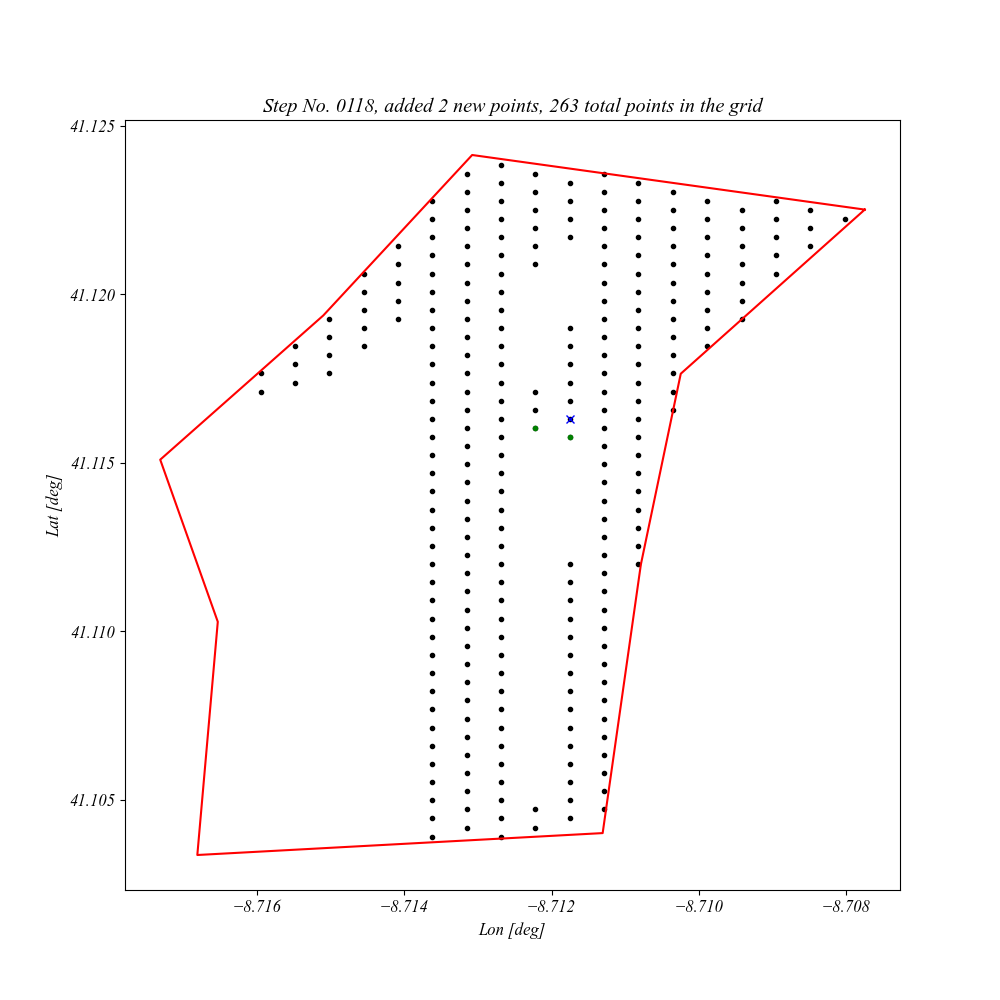 Step No. 0118, added 2 new points, 263 total points in the grid
41.125
41.120
41.115
41.110
41.105
Lat [deg]
−8.716 −8.714 −8.712 −8.710 −8.708
Lon [deg]